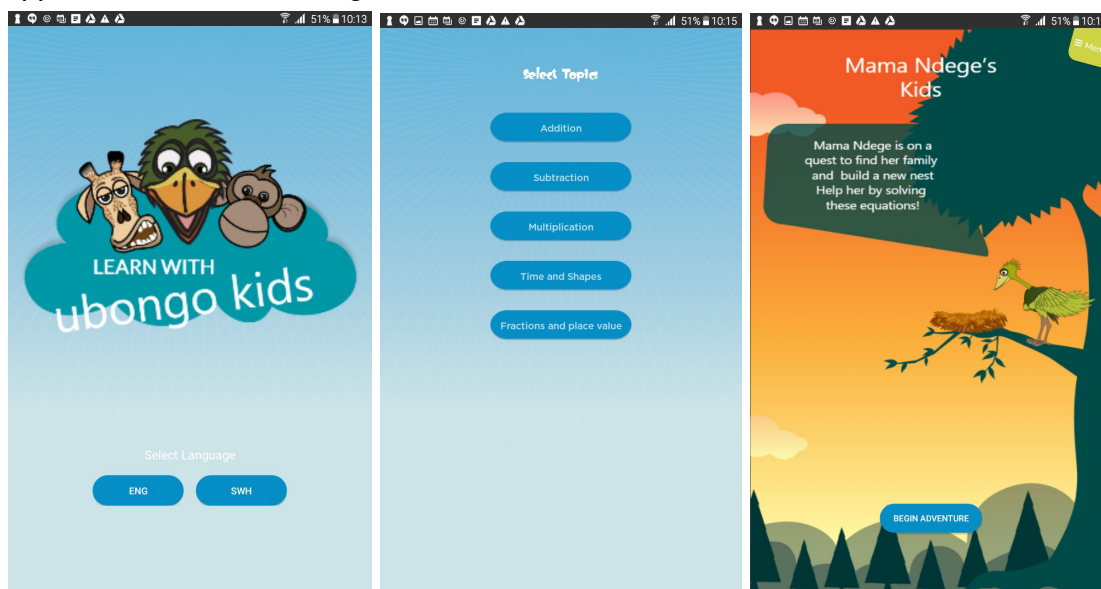 51% 10:13
LEARN WITH
ubongo kids
Select Language
ENG
SWH
51% 10:15
Select Topic
Addition
Subtraction
Multiplication
Time and Shapes
Fractions and place value
51%
Mama Ndege's
Kids
Mama Ndege is on a
quest to find her family
and build a new nest
Help her by solving
these equations!
BEGIN ADVENTURE